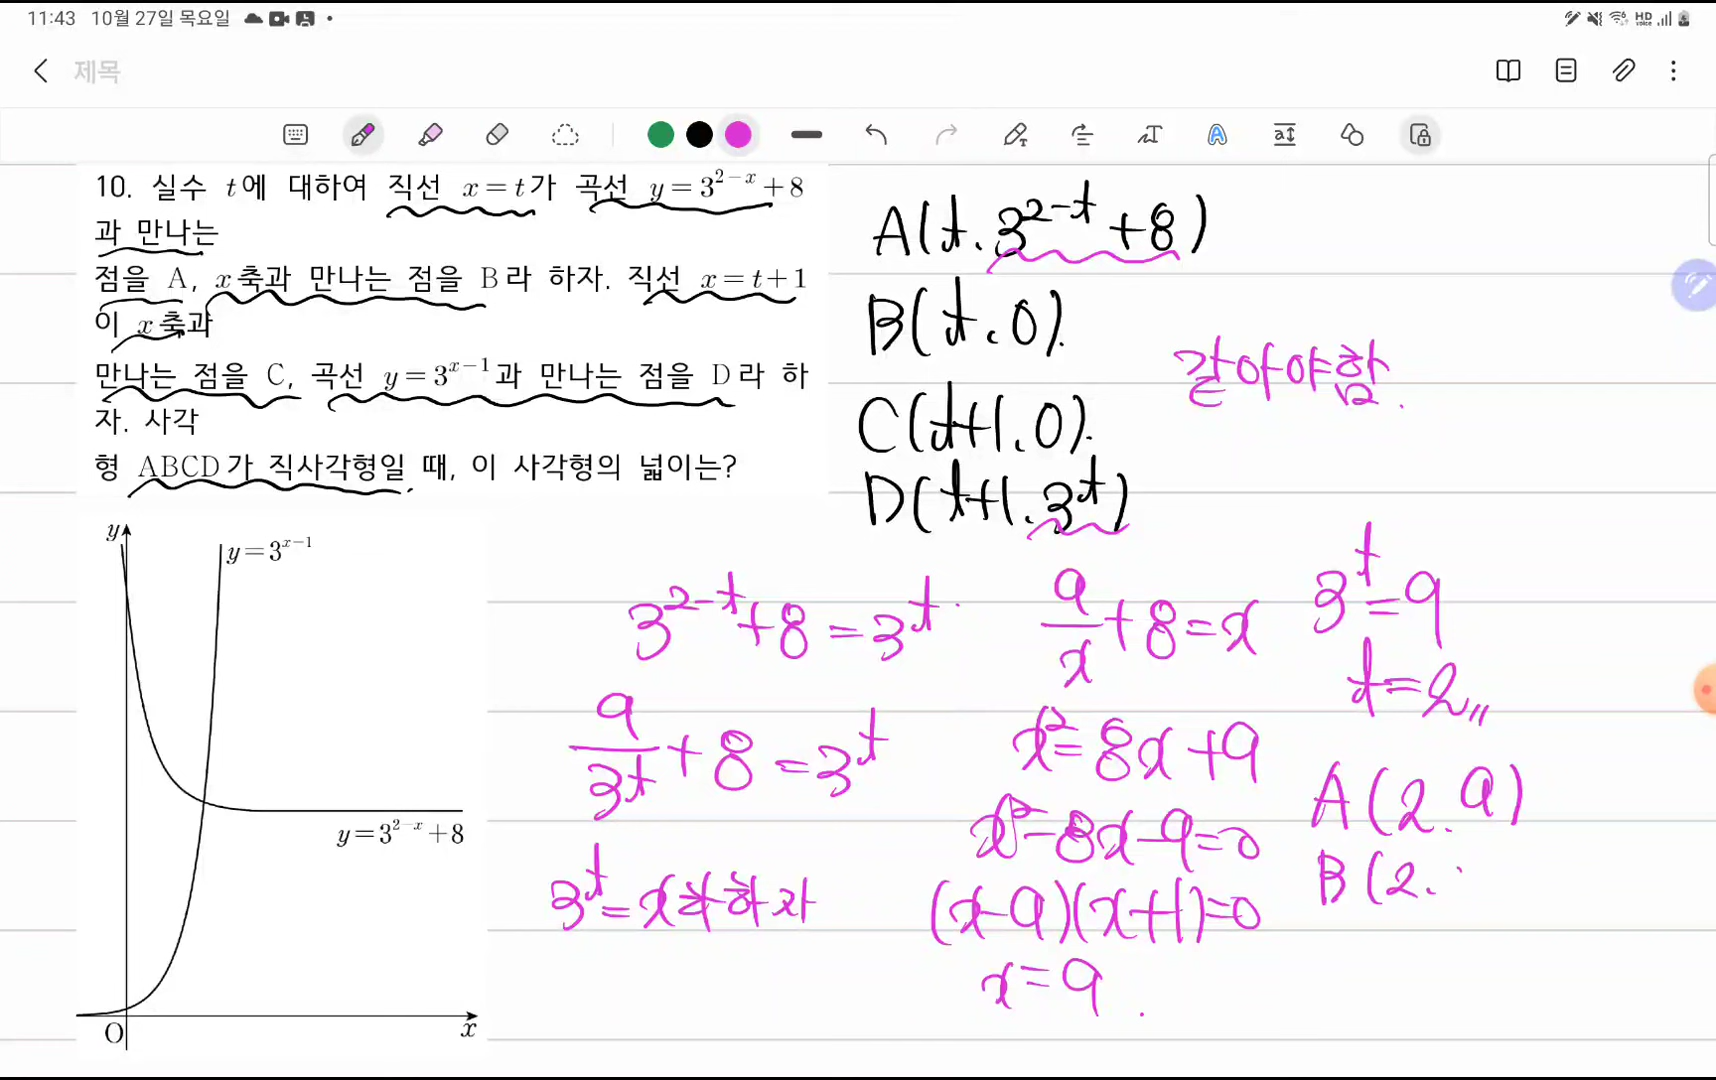 11:43 10월 27일 목요일
HD voice
제목
10. 실수 t에 대하여 직선 x=t가 곡선 y=3^{2-x}+8
과 만나는
점을 A, x축과 만나는 점을 B라 하자. 직선 x=t+1
이 x축과
만나는 점을 C, 곡선 y=3^{x-1}과 만나는 점을 D라 하
자. 사각
형 ABCD가 직사각형일 때, 이 사각형의 넓이는?
y
y=3^{x-1}
y=3^{2-x}+8
O
x
A(t. 3^{2-t}+8)
B(t. 0).
C(t+1. 0).
D(t+1. 3^t)
같아야함.
3^{2-t}+8=3^t.
9/3^t+8=3^t
3^t=x라하자
9/x+8=x
x^2=8x+9
x^2-8x-9=0
(x-9)(x+1)=0
x=9.
3^t=9
t=2,,
A(2. 9)
B(2.